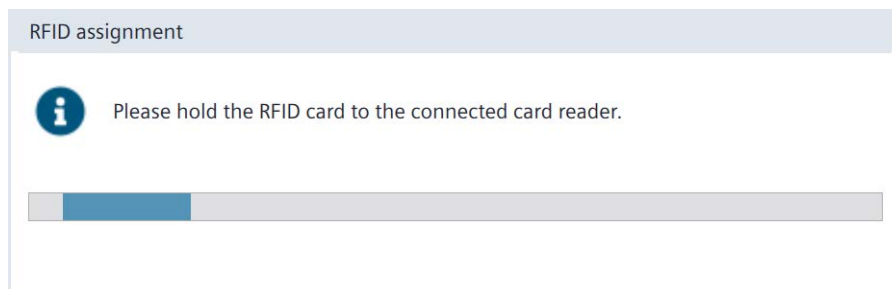 RFID assignment
Please hold the RFID card to the connected card reader.